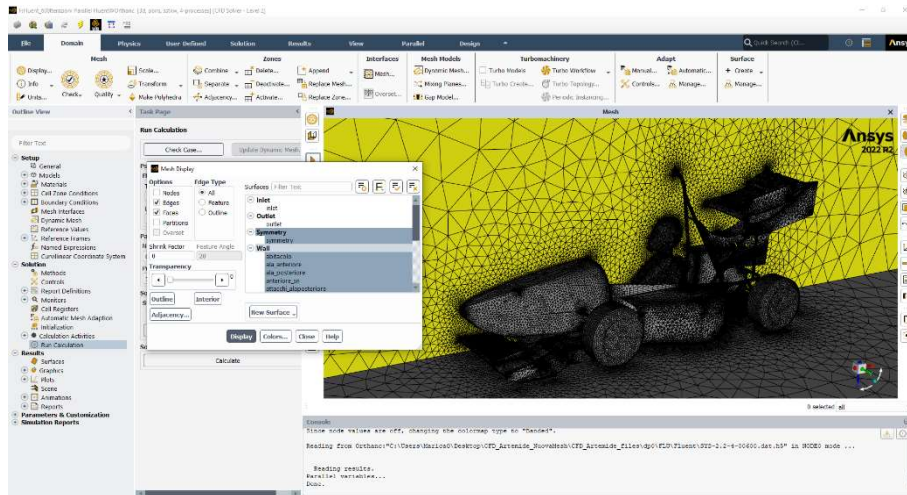 File Domain Physics User Defined Solution Results View Parallel Design
Mesh Zones Interfaces Mesh Models Turbomachinery Adapt Surface
Display... Scale... Combine Delete... Append Mesh... Dynamic Mesh... Turbo Models Turbo Workflow Manual... Automatic... Create
Info Check... Quality Transform Separate Deactivate... Replace Mesh... Mixing Planes... Turbo Create... Turbo Topology... Controls... Manage... Manage...
Units... Make Polyhedra Adjacency... Activate... Replace Zone... Overset... Gap Model... Periodic Instancing...
Outline View
Filter Text
Setup
General
Models
Materials
Cell Zone Conditions
Boundary Conditions
Mesh Interfaces
Dynamic Mesh
Reference Values
Reference Frames
Named Expressions
Curvilinear Coordinate System
Solution
Methods
Controls
Report Definitions
Monitors
Cell Registers
Automatic Mesh Adaption
Initialization
Calculation Activities
Run Calculation
Results
Surfaces
Graphics
Plots
Scene
Animations
Reports
Parameters & Customization
Simulation Reports
Task Page
Run Calculation
Check Case... Update Dynamic Mesh
Mesh Display
Options Edge Type
Nodes All
Edges Feature
Faces Outline
Partitions
Overset
Shrink Factor Feature Angle
0 20
Transparency
Outline Interior
Adjacency...
Surfaces Filter Text
Inlet
inlet
Outlet
outlet
Symmetry
symmetry
Wall
abitacolo
ala_anteriore
ala_posteriore
anteriore_sr
attacchi_alaposteriore
New Surface
Display Colors... Close Help
Calculate
Mesh
Ansys
2022 R2
0 selected all
Console
Since node values are off, changing the colormap type to "Banded".
Reading results.
Parallel variables...
Done.